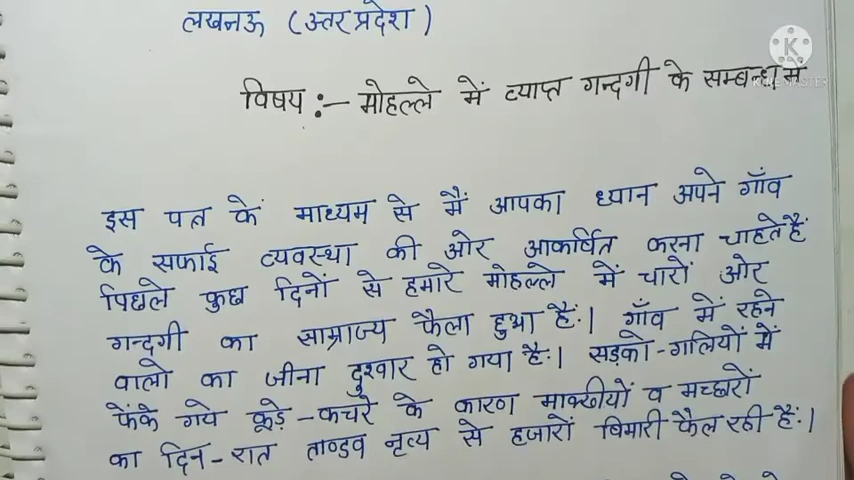 लखनऊ (उत्तर प्रदेश)
विषय :- मोहल्ले में व्याप्त गन्दगी के सम्बन्ध में
इस पत्र कें माध्यम से मैं आपका ध्यान अपने गाँव
के सफाई व्यवस्था की ओर आकर्षित करना चाहते हैं
पिछले कुछ दिनों से हमारे मोहल्ले में चारों ओर
गन्दगी का साम्राज्य फैला हुआ हैं.। गाँव में रहने
वालो का जीना दुश्वार हो गया है.। सड़को-गलियों में
फेंके गये कूड़े-कचरे के कारण माक्खीयों व मच्छरों
का दिन-रात ताण्डव नृत्य से हजारों बिमारी फैल रही हैं.।
K